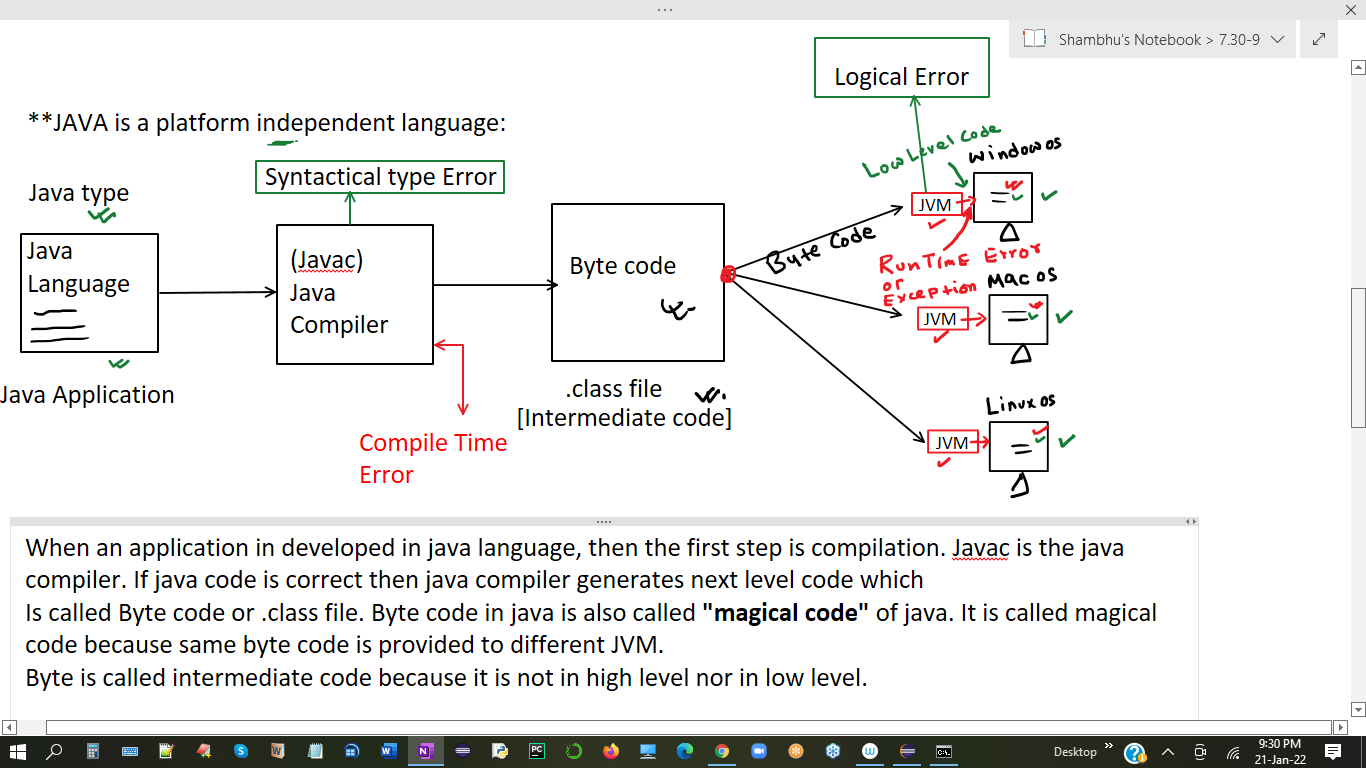 Shambhu's Notebook > 7.30-9
Logical Error
**JAVA is a platform independent language:
Low Level Code
Window os
Syntactical type Error
Java type
JVM
Java
Language
(Javac)
Java
Compiler
Byte code
Byte Code
RunTimE Error
or
Exception
Mac os
JVM
.class file
[Intermediate code]
Java Application
Linux os
JVM
Compile Time
Error
When an application in developed in java language, then the first step is compilation. Javac is the java
compiler. If java code is correct then java compiler generates next level code which
Is called Byte code or .class file. Byte code in java is also called "magical code" of java. It is called magical
code because same byte code is provided to different JVM.
Byte is called intermediate code because it is not in high level nor in low level.
Desktop
9:30 PM
21-Jan-22